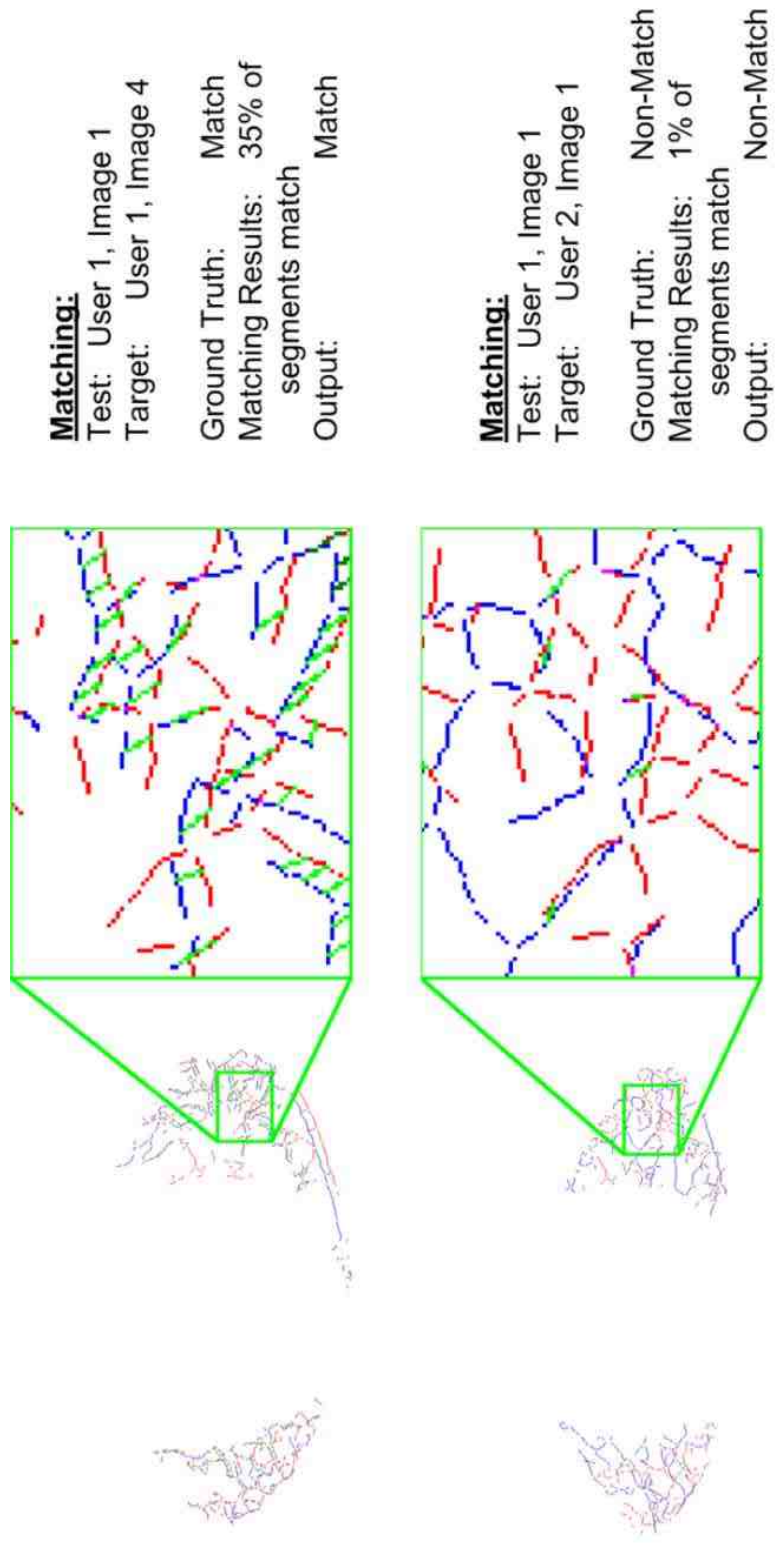 Matching:
Test: User 1, Image 1
Target: User 1, Image 4
Ground Truth: Match
Matching Results: 35% of
segments match
Output: Match
Matching:
Test: User 1, Image 1
Target: User 2, Image 1
Ground Truth: Non-Match
Matching Results: 1% of
segments match
Output: Non-Match